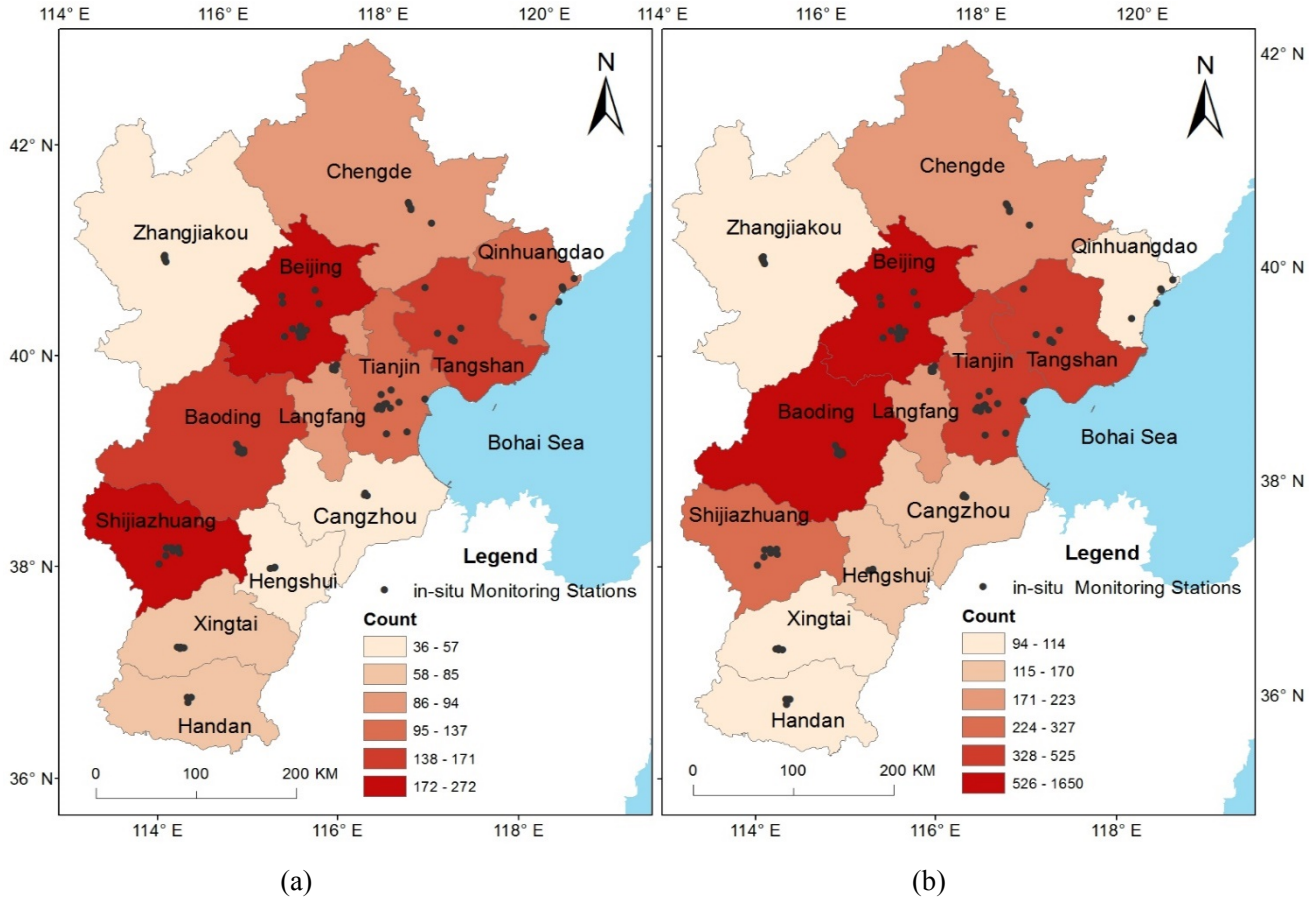 114° E 116° E 118° E 120° E
N
42° N
40° N
38° N
36° N
Chengde
Zhangjiakou
Qinhuangdao
Beijing
Tianjin
Tangshan
Baoding
Langfang
Bohai Sea
Shijiazhuang
Cangzhou
Hengshui
Xingtai
Handan
Legend
in-situ Monitoring Stations
Count
36 - 57
58 - 85
86 - 94
95 - 137
138 - 171
172 - 272
0 100 200 KM
114° E 116° E 118° E
(a)
114° E 116° E 118° E 120° E
N
42° N
40° N
38° N
36° N
Chengde
Zhangjiakou
Qinhuangdao
Beijing
Tianjin
Tangshan
Baoding
Langfang
Bohai Sea
Shijiazhuang
Cangzhou
Hengshui
Xingtai
Handan
Legend
in-situ Monitoring Stations
Count
94 - 114
115 - 170
171 - 223
224 - 327
328 - 525
526 - 1650
0 100 200 KM
114° E 116° E 118° E
(b)